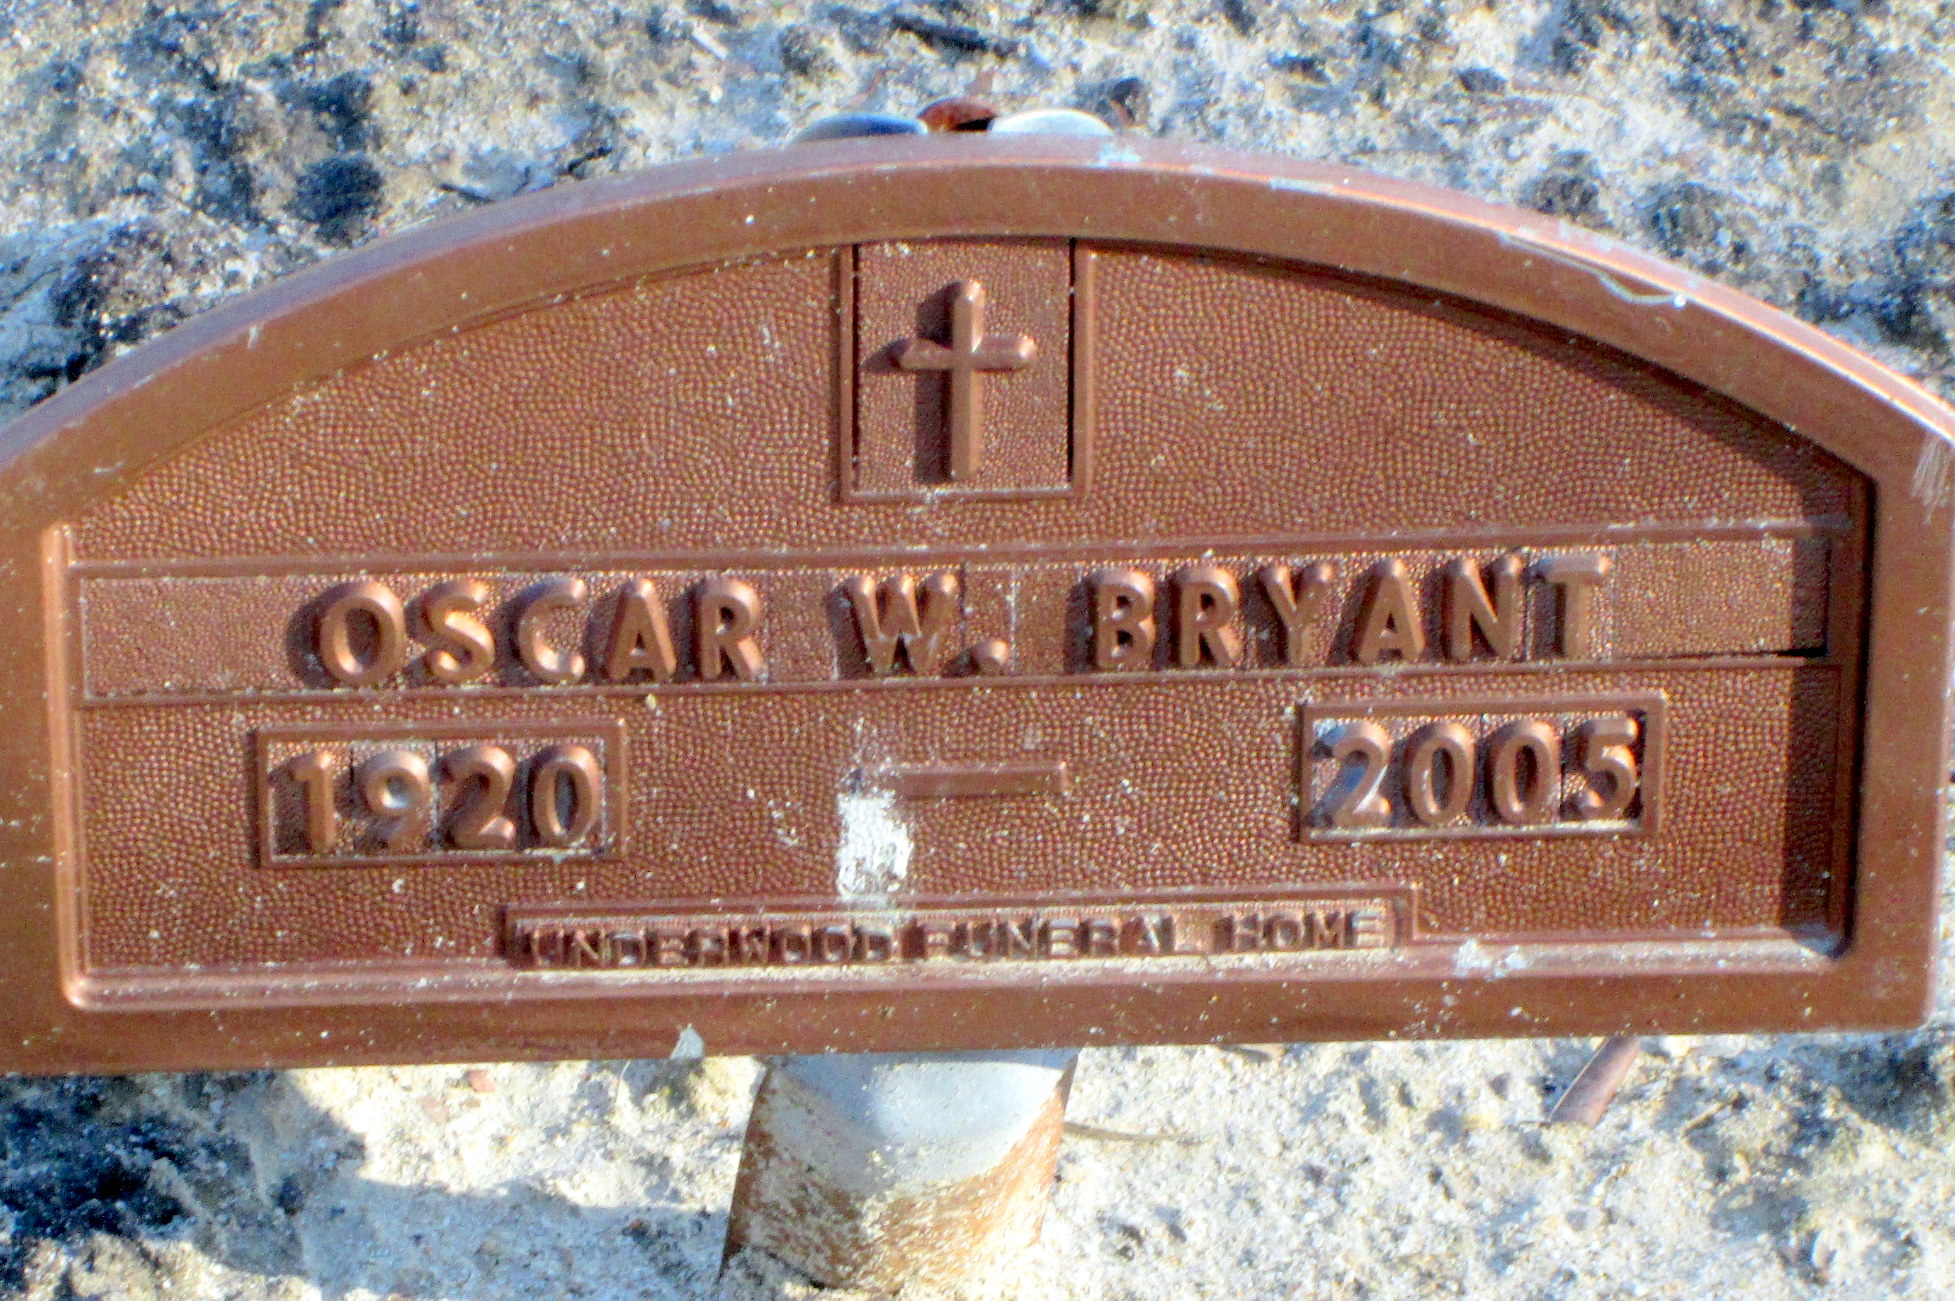 OSCAR W. BRYANT
1920 — 2005
UNDERWOOD FUNERAL HOME